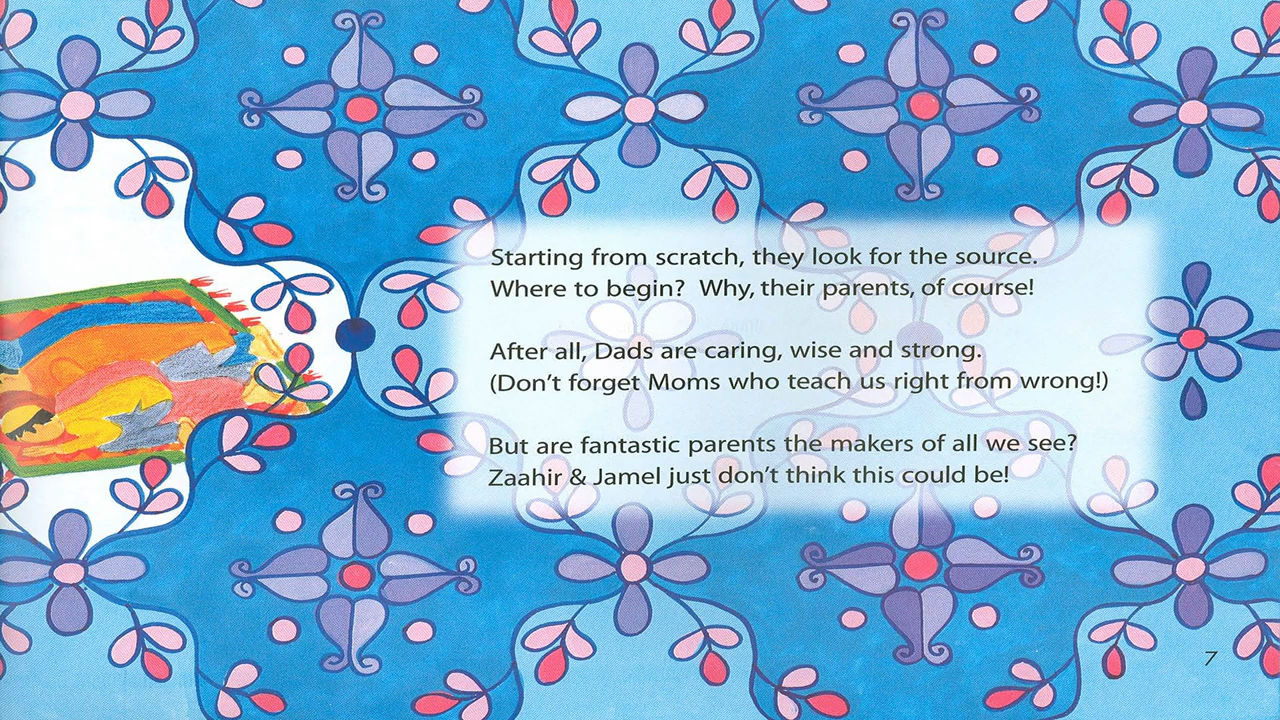 Starting from scratch, they look for the source.
Where to begin?  Why, their parents, of course!
After all, Dads are caring, wise and strong.
(Don't forget Moms who teach us right from wrong!)
But are fantastic parents the makers of all we see?
Zaahir & Jamel just don't think this could be!
7